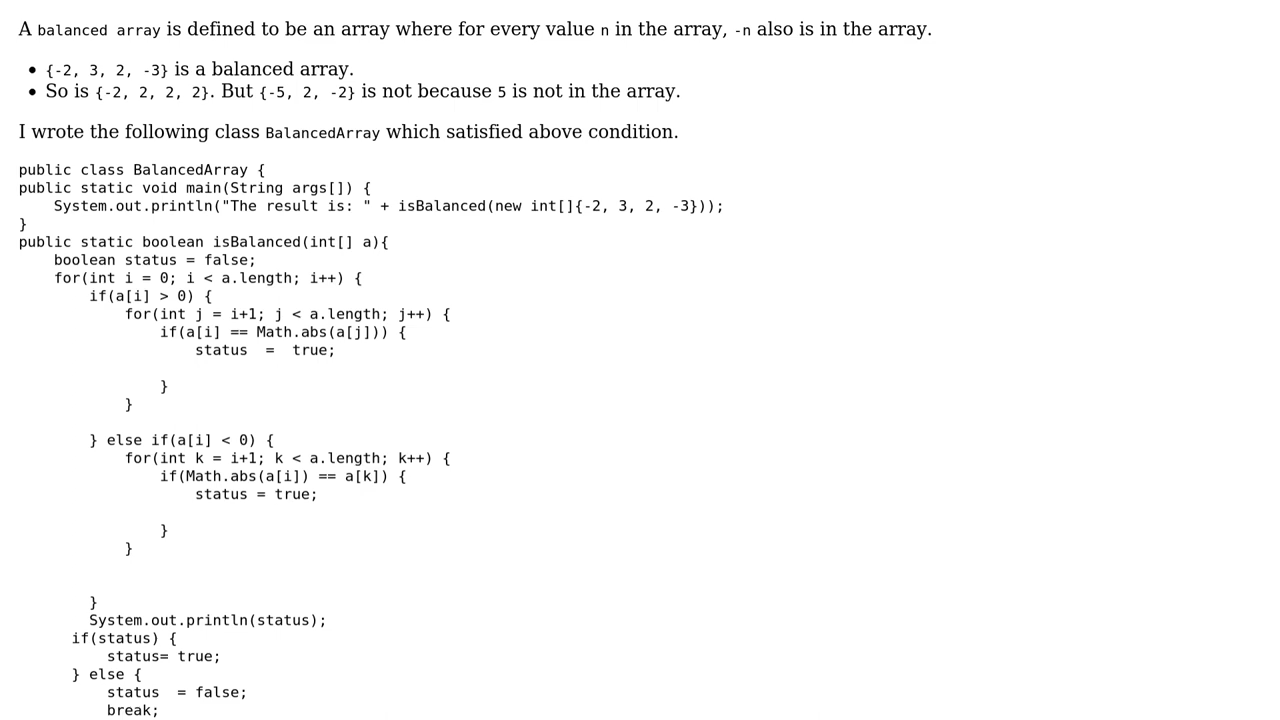 A balanced array is defined to be an array where for every value n in the array, -n also is in the array.
• {-2, 3, 2, -3} is a balanced array.
• So is {-2, 2, 2, 2}. But {-5, 2, -2} is not because 5 is not in the array.
I wrote the following class BalancedArray which satisfied above condition.
public class BalancedArray {
public static void main(String args[]) {
    System.out.println("The result is: " + isBalanced(new int[]{-2, 3, 2, -3}));
}
public static boolean isBalanced(int[] a){
    boolean status = false;
    for(int i = 0; i < a.length; i++) {
        if(a[i] > 0) {
            for(int j = i+1; j < a.length; j++) {
                if(a[i] == Math.abs(a[j])) {
                    status  =  true;
                }
            }
        } else if(a[i] < 0) {
            for(int k = i+1; k < a.length; k++) {
                if(Math.abs(a[i]) == a[k]) {
                    status = true;
                }
            }
        }
        System.out.println(status);
      if(status) {
          status= true;
      } else {
          status  = false;
          break;